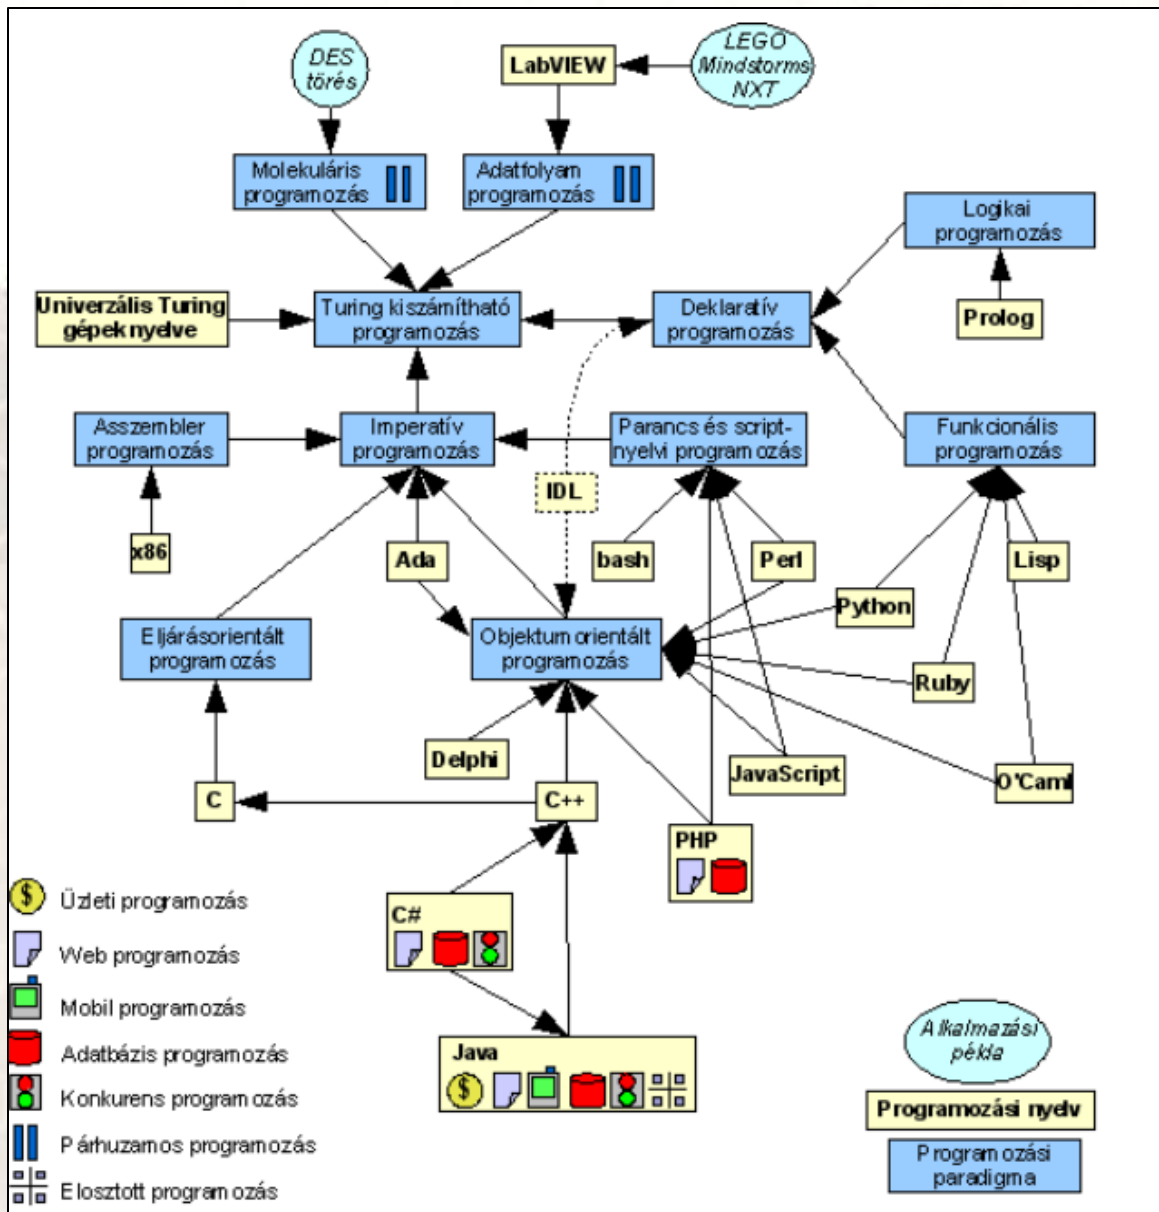 DES
törés
LabVIEW
LEGO
Mindstorms
NXT
Molekuláris
programozás
Adatfolyam
programozás
Logikai
programozás
Univerzális Turing
gépek nyelve
Turing kiszámítható
programozás
Deklaratív
programozás
Prolog
Asszembler
programozás
Imperatív
programozás
Parancs és script-
nyelvi programozás
Funkcionális
programozás
IDL
x86
Ada
bash
Perl
Lisp
Python
Eljárásorientált
programozás
Objektum orientált
programozás
Ruby
Delphi
JavaScript
O'Caml
C
C++
PHP
$ Üzleti programozás
C#
Web programozás
Mobil programozás
Adatbázis programozás
Konkurens programozás
Párhuzamos programozás
Elosztott programozás
Java
$
Alkalmazási
pékla
Programozási nyelv
Programozási
paradigma